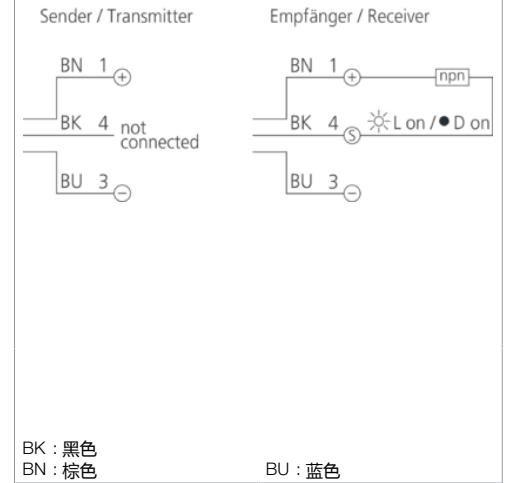 Sender / Transmitter
Empfänger / Receiver
BN 1 +
BK 4 not connected
BU 3 −
BN 1 + npn
BK 4 S L on / ● D on
BU 3 −
BK : 黑色
BN : 棕色
BU : 蓝色